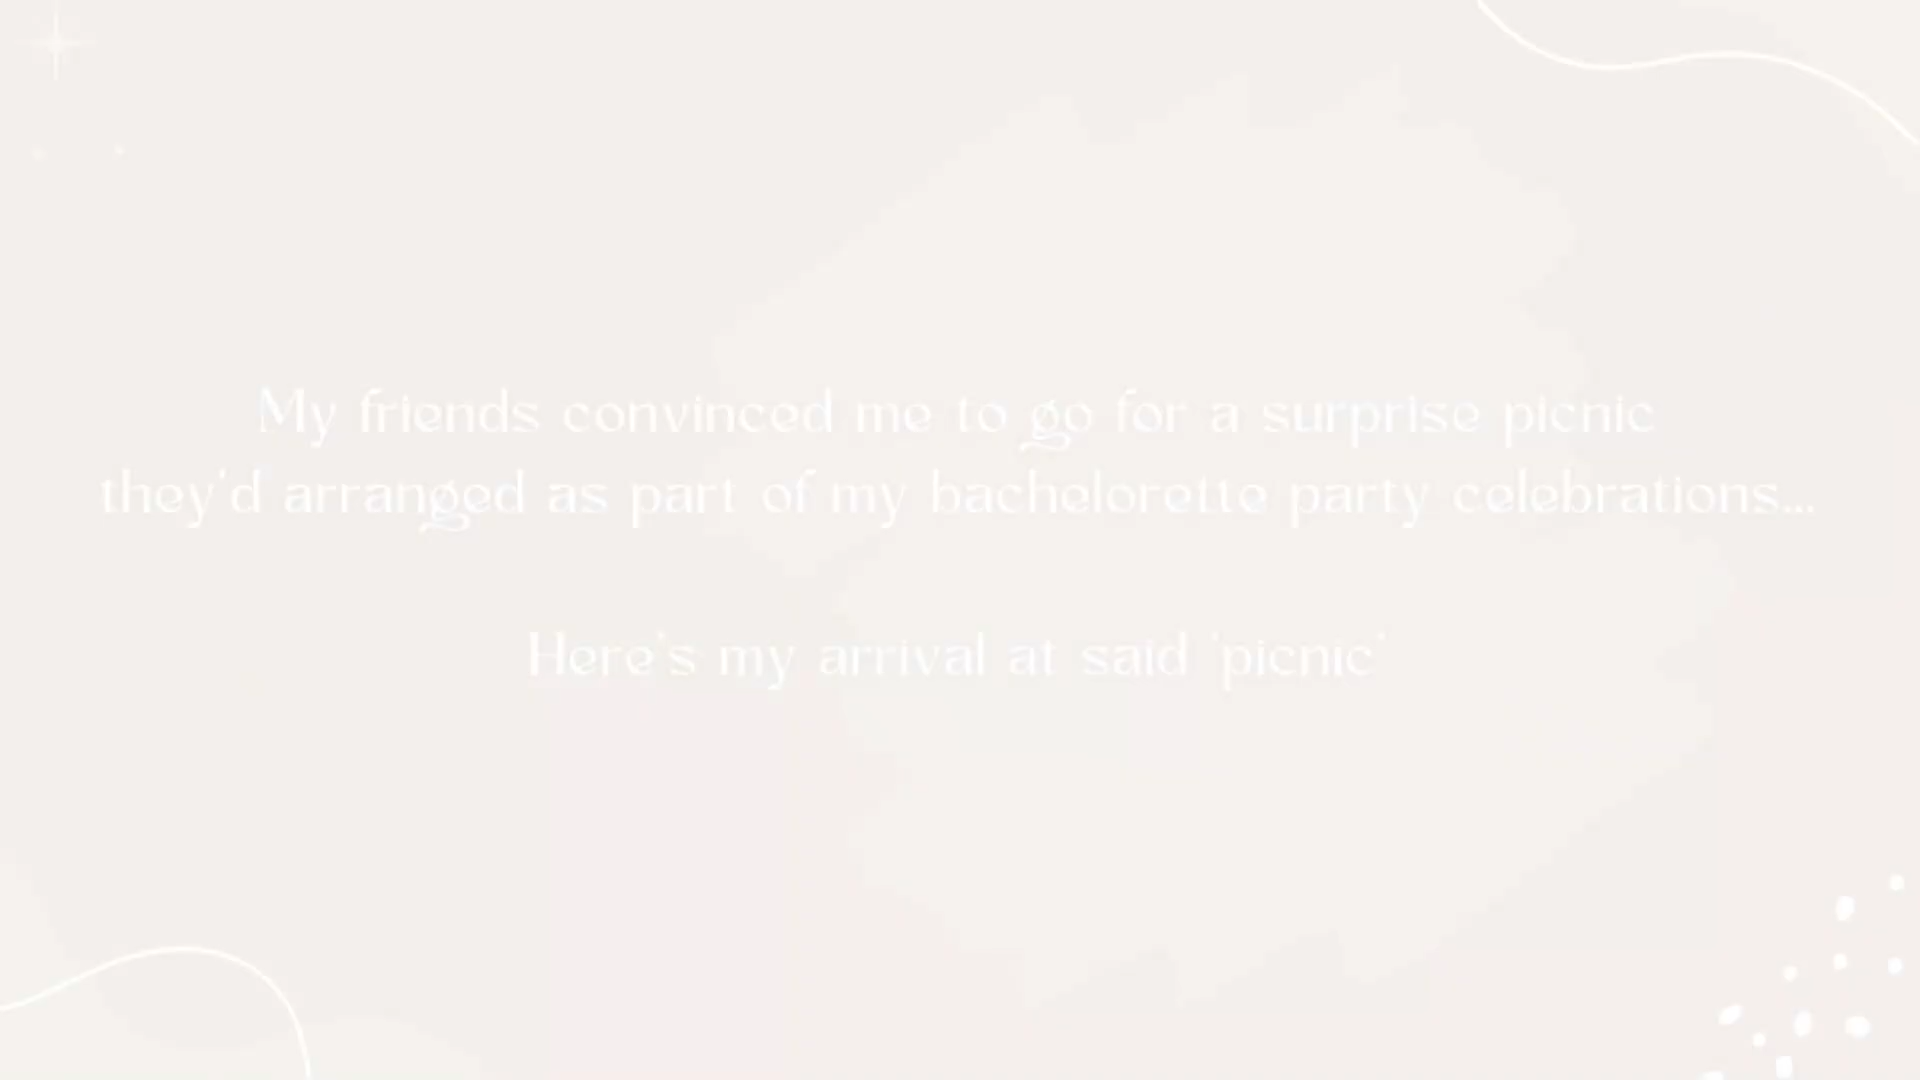 My friends convinced me to go for a surprise picnic
they'd arranged as part of my bachelorette party celebrations...
Here's my arrival at said 'picnic'